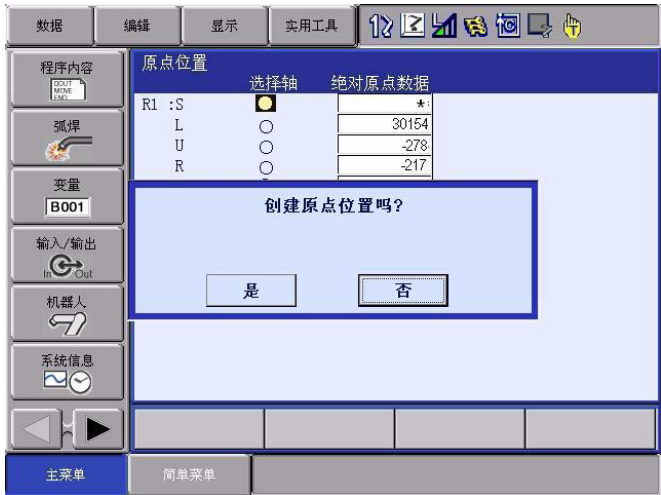 数据 编辑 显示 实用工具
程序内容
DOUT
MOVE
END
弧焊
变量
B001
输入/输出
In Out
机器人
系统信息
原点位置
选择轴 绝对原点数据
R1 :S *
L 30154
U -278
R -217
创建原点位置吗?
是 否
主菜单 简单菜单